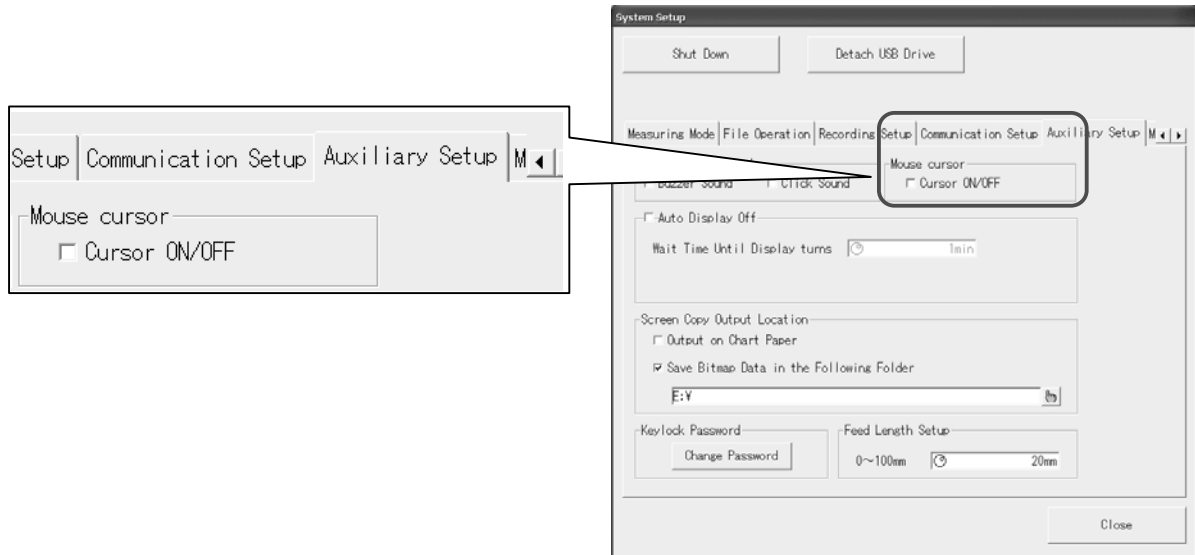 Setup Communication Setup Auxiliary Setup M
Mouse cursor
Cursor ON/OFF
System Setup
Shut Down Detach USB Drive
Measuring Mode File Operation Recording Setup Communication Setup Auxiliary Setup M
Mouse cursor
Buzzer Sound Click Sound Cursor ON/OFF
Auto Display Off
Wait Time Until Display turns 1min
Screen Copy Output Location
Output on Chart Paper
Save Bitmap Data in the Following Folder
E:¥
Keylock Password Feed Length Setup
Change Password 0～100mm 20mm
Close